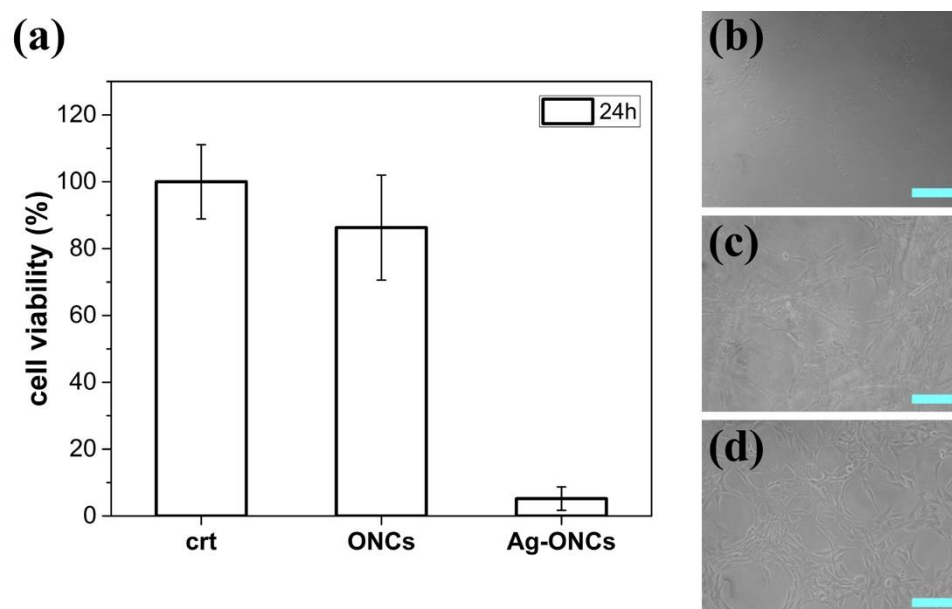 (a)
120
100
80
60
40
20
0
cell viability (%)
24h
crt
ONCs
Ag-ONCs
(b)
(c)
(d)